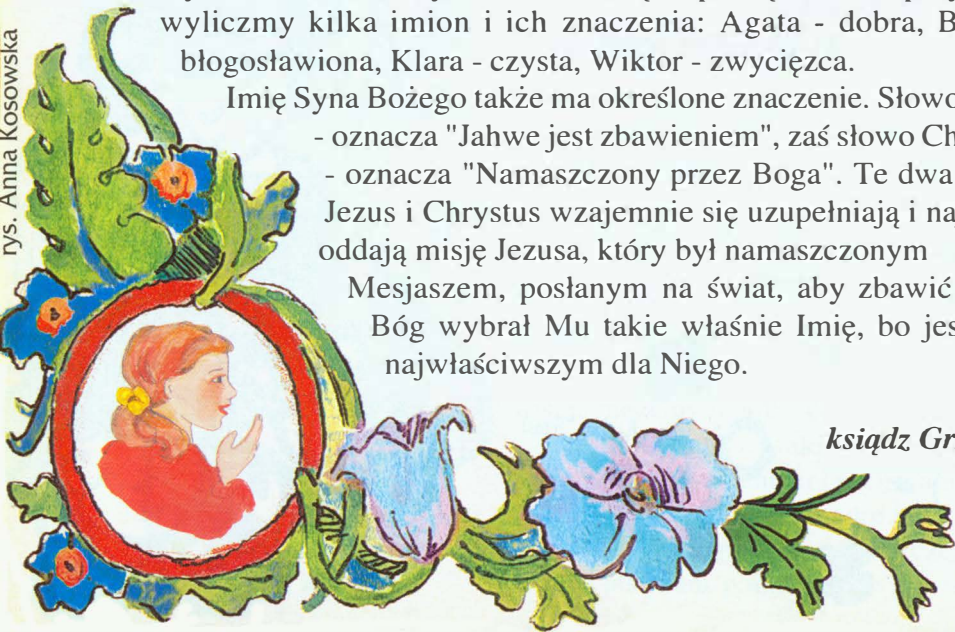 wyliczmy kilka imion i ich znaczenia: Agata - dobra, B
błogosławiona, Klara - czysta, Wiktor - zwycięzca.
Imię Syna Bożego także ma określone znaczenie. Słowo
- oznacza "Jahwe jest zbawieniem", zaś słowo Ch
- oznacza "Namaszczony przez Boga". Te dwa
Jezus i Chrystus wzajemnie się uzupełniają i naj
oddają misję Jezusa, który był namaszczonym
Mesjaszem, posłanym na świat, aby zbawić
Bóg wybrał Mu takie właśnie Imię, bo jes
najwłaściwszym dla Niego.
ksiądz Gr
rys. Anna Kosowska